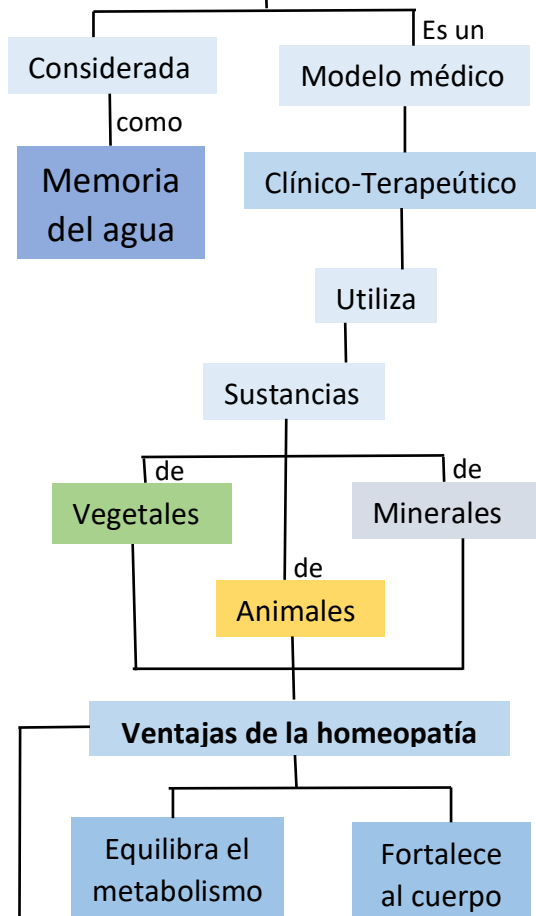 Es un
Considerada
Modelo médico
como
Memoria
del agua
Clínico-Terapeútico
Utiliza
Sustancias
de
de
Vegetales
Minerales
de
Animales
Ventajas de la homeopatía
Equilibra el
metabolismo
Fortalece
al cuerpo